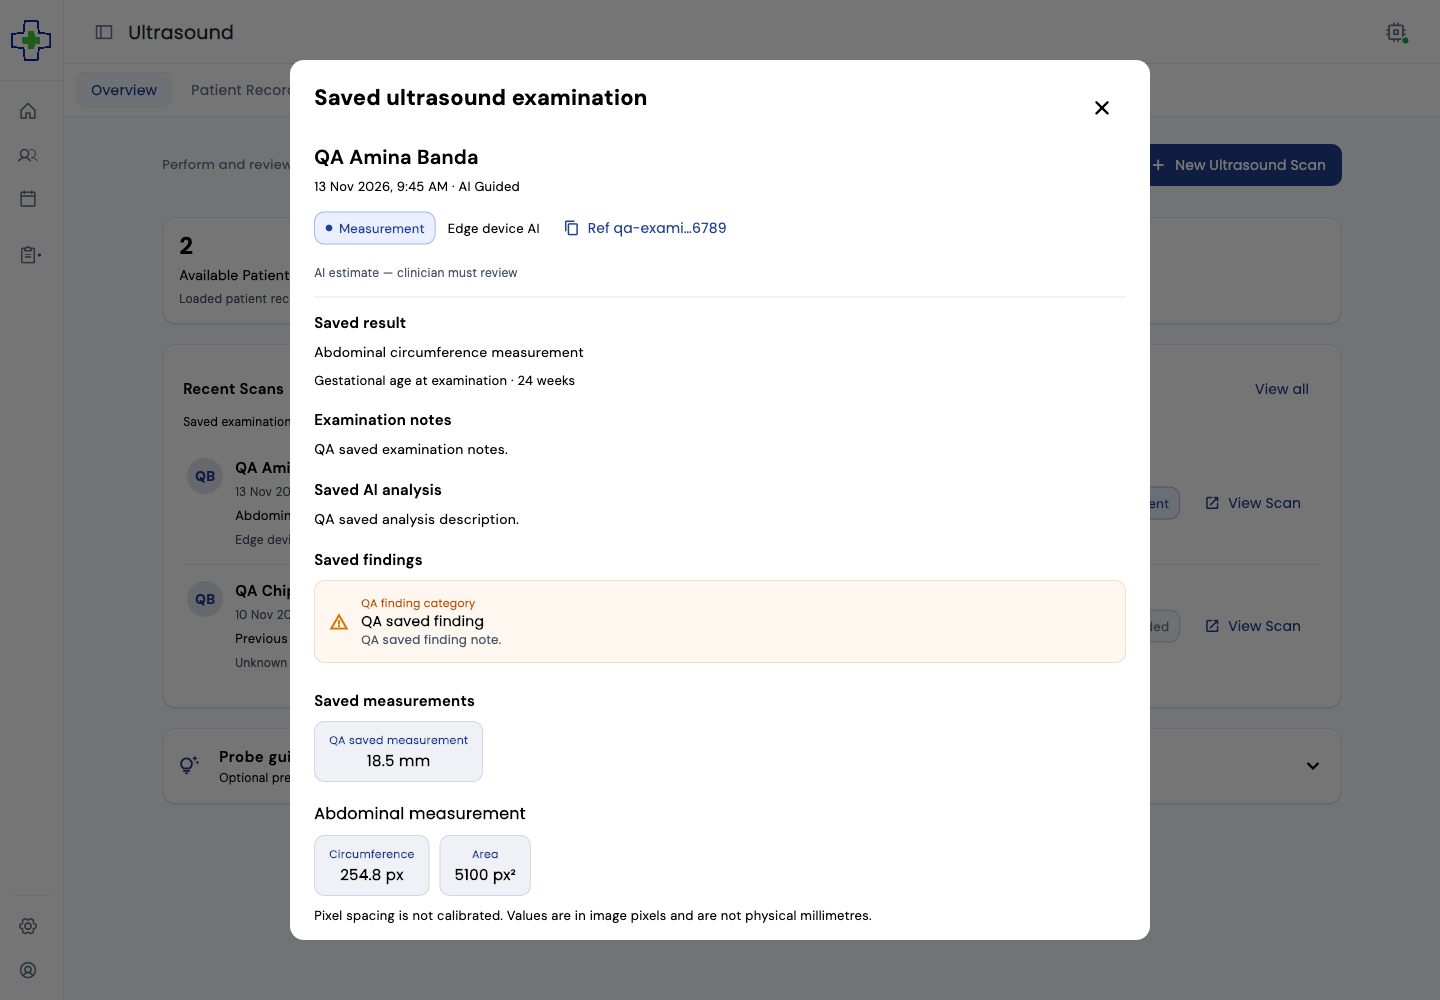 Ultrasound
Overview
Patient Recor
Perform and review
New Ultrasound Scan
2
Available Patient
Loaded patient rec
Recent Scans
View all
Saved examination
QB
QA Ami
13 Nov 20
Abdomin
Edge devi
ent
View Scan
QB
QA Chip
10 Nov 20
Previous
Unknown
ded
View Scan
Probe gui
Optional pre
Saved ultrasound examination
QA Amina Banda
13 Nov 2026, 9:45 AM · AI Guided
Measurement
Edge device AI
Ref qa-exami…6789
AI estimate — clinician must review
Saved result
Abdominal circumference measurement
Gestational age at examination · 24 weeks
Examination notes
QA saved examination notes.
Saved AI analysis
QA saved analysis description.
Saved findings
QA finding category
QA saved finding
QA saved finding note.
Saved measurements
QA saved measurement
18.5 mm
Abdominal measurement
Circumference
254.8 px
Area
5100 px²
Pixel spacing is not calibrated. Values are in image pixels and are not physical millimetres.